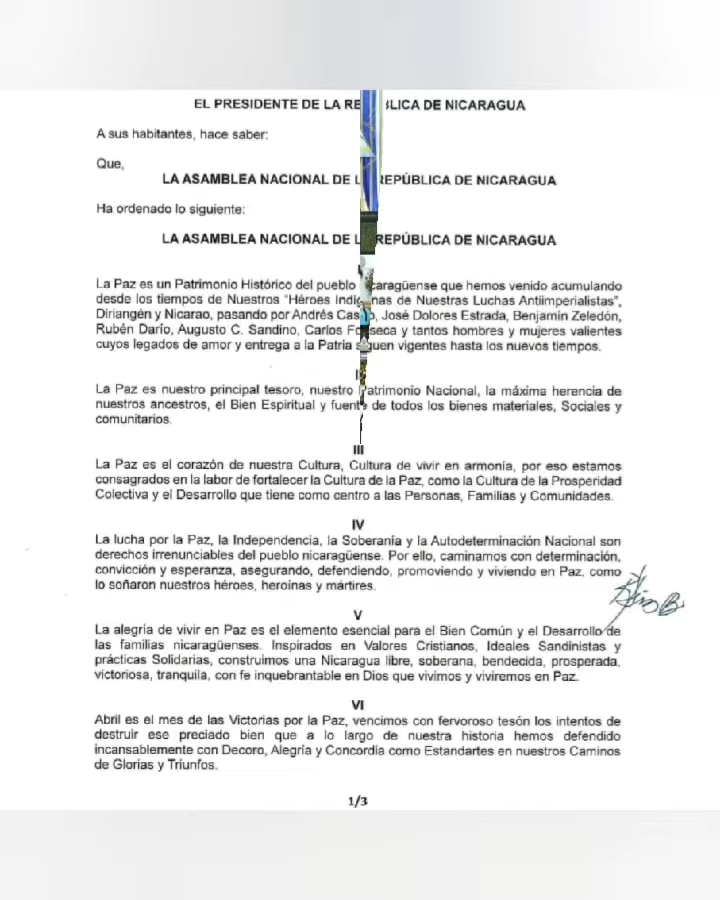 EL PRESIDENTE DE LA RE LICA DE NICARAGUA
A sus habitantes, hace saber:
Que,
LA ASAMBLEA NACIONAL DE L REPÚBLICA DE NICARAGUA
Ha ordenado lo siguiente:
LA ASAMBLEA NACIONAL DE L REPÚBLICA DE NICARAGUA
La Paz es un Patrimonio Histórico del pueblo caragüense que hemos venido acumulando
desde los tiempos de Nuestros "Héroes Indígenas de Nuestras Luchas Antiimperialistas",
Diriangén y Nicarao, pasando por Andrés Castro, José Dolores Estrada, Benjamín Zeledón,
Rubén Darío, Augusto C. Sandino, Carlos Fonseca y tantos hombres y mujeres valientes
cuyos legados de amor y entrega a la Patria siguen vigentes hasta los nuevos tiempos.
La Paz es nuestro principal tesoro, nuestro Patrimonio Nacional, la máxima herencia de
nuestros ancestros, el Bien Espiritual y fuente de todos los bienes materiales, Sociales y
comunitarios.
III
La Paz es el corazón de nuestra Cultura, Cultura de vivir en armonía, por eso estamos
consagrados en la labor de fortalecer la Cultura de la Paz, como la Cultura de la Prosperidad
Colectiva y el Desarrollo que tiene como centro a las Personas, Familias y Comunidades.
IV
La lucha por la Paz, la Independencia, la Soberanía y la Autodeterminación Nacional son
derechos irrenunciables del pueblo nicaragüense. Por ello, caminamos con determinación,
convicción y esperanza, asegurando, defendiendo, promoviendo y viviendo en Paz, como
lo soñaron nuestros héroes, heroínas y mártires.
V
La alegría de vivir en Paz es el elemento esencial para el Bien Común y el Desarrollo de
las familias nicaragüenses. Inspirados en Valores Cristianos, Ideales Sandinistas y
prácticas Solidarias, construimos una Nicaragua libre, soberana, bendecida, prosperada,
victoriosa, tranquila, con fe inquebrantable en Dios que vivimos y viviremos en Paz.
VI
Abril es el mes de las Victorias por la Paz, vencimos con fervoroso tesón los intentos de
destruir ese preciado bien que a lo largo de nuestra historia hemos defendido
incansablemente con Decoro, Alegría y Concordia como Estandartes en nuestros Caminos
de Glorias y Triunfos.
1/3